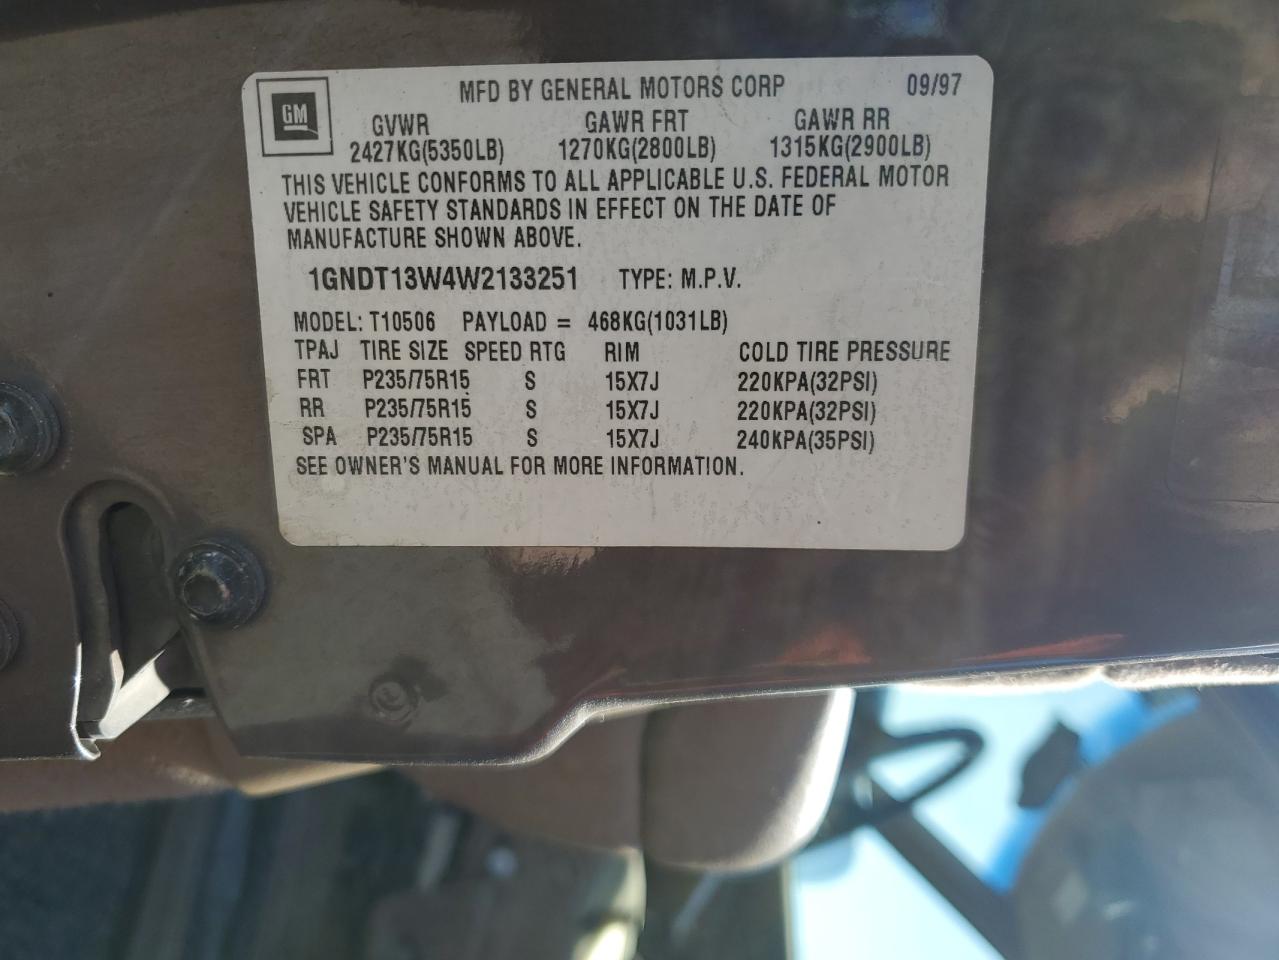 GM
MFD BY GENERAL MOTORS CORP 09/97
GVWR GAWR FRT GAWR RR
2427KG(5350LB) 1270KG(2800LB) 1315KG(2900LB)
THIS VEHICLE CONFORMS TO ALL APPLICABLE U.S. FEDERAL MOTOR
VEHICLE SAFETY STANDARDS IN EFFECT ON THE DATE OF
MANUFACTURE SHOWN ABOVE.
1GNDT13W4W2133251 TYPE: M.P.V.
MODEL: T10506 PAYLOAD = 468KG(1031LB)
TPAJ TIRE SIZE SPEED RTG RIM COLD TIRE PRESSURE
FRT P235/75R15 S 15X7J 220KPA(32PSI)
RR P235/75R15 S 15X7J 220KPA(32PSI)
SPA P235/75R15 S 15X7J 240KPA(35PSI)
SEE OWNER'S MANUAL FOR MORE INFORMATION.